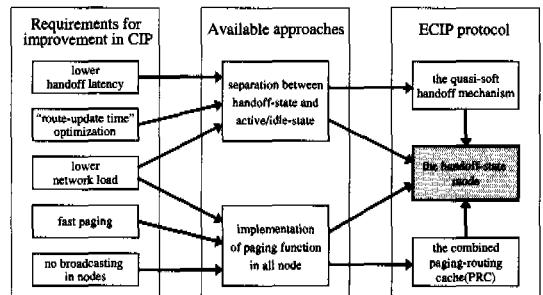 Requirements for
improvement in CIP
lower
handoff latency
"route-update time"
optimization
lower
network load
fast paging
no broadcasting
in nodes
Available approaches
separation between
handoff-state and
active/idle-state
implementation
of paging function
in all node
ECIP protocol
the quasi-soft
handoff mechanism
the handoff-state
mode
the combined
paging-routing
cache(PRC)